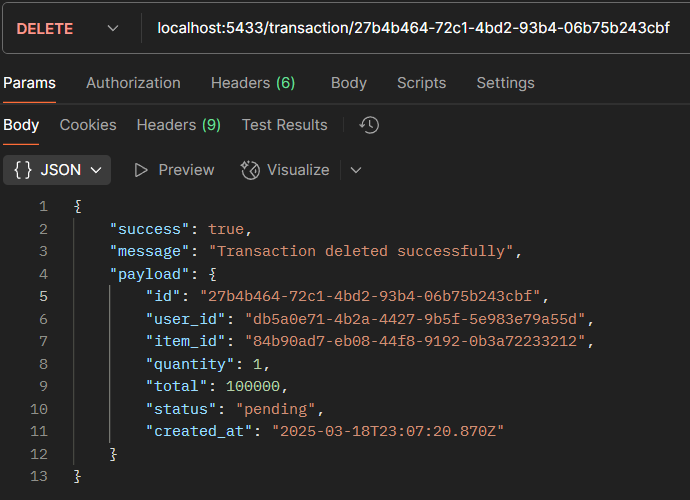 DELETE localhost:5433/transaction/27b4b464-72c1-4bd2-93b4-06b75b243cbf
Params Authorization Headers (6) Body Scripts Settings
Body Cookies Headers (9) Test Results
{} JSON Preview Visualize
1 {
2 "success": true,
3 "message": "Transaction deleted successfully",
4 "payload": {
5 "id": "27b4b464-72c1-4bd2-93b4-06b75b243cbf",
6 "user_id": "db5a0e71-4b2a-4427-9b5f-5e983e79a55d",
7 "item_id": "84b90ad7-eb08-44f8-9192-0b3a72233212",
8 "quantity": 1,
9 "total": 100000,
10 "status": "pending",
11 "created_at": "2025-03-18T23:07:20.870Z"
12 }
13 }